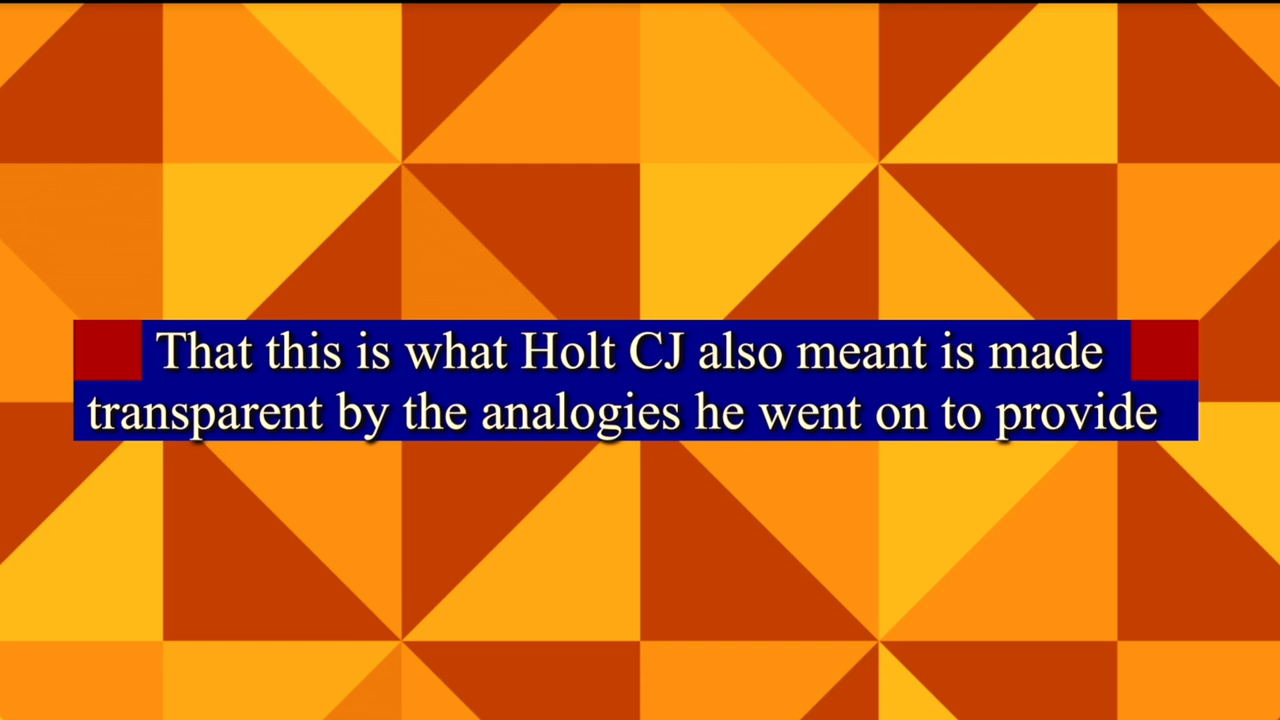 That this is what Holt CJ also meant is made
transparent by the analogies he went on to provide